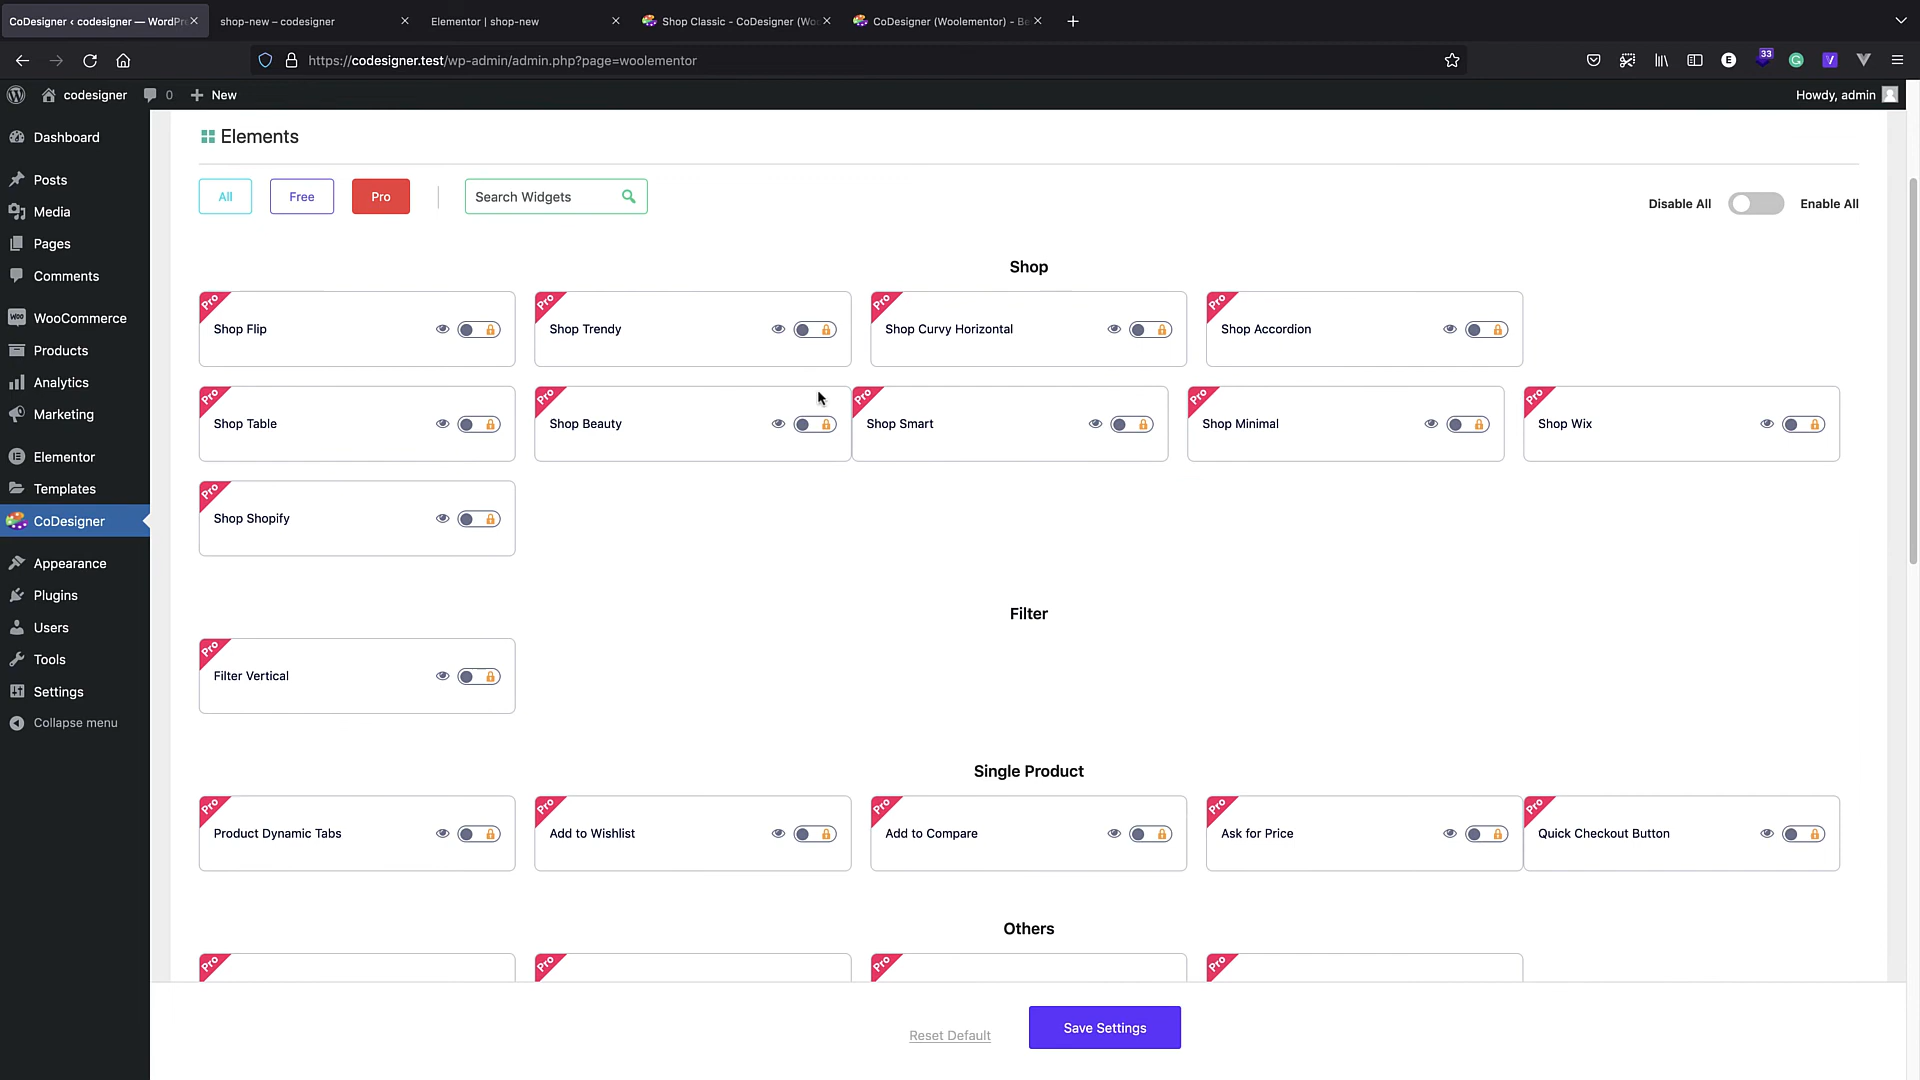 CoDesigner ‹ codesigner — WordPre
shop-new – codesigner
Elementor | shop-new
Shop Classic - CoDesigner (Woo
CoDesigner (Woolementor) - Be
https://codesigner.test/wp-admin/admin.php?page=woolementor
33
codesigner
0
New
Howdy, admin
Dashboard
Posts
Media
Pages
Comments
WooCommerce
Products
Analytics
Marketing
Elementor
Templates
CoDesigner
Appearance
Plugins
Users
Tools
Settings
Collapse menu
Elements
All
Free
Pro
Search Widgets
Disable All
Enable All
Shop
Pro
Shop Flip
Pro
Shop Trendy
Pro
Shop Curvy Horizontal
Pro
Shop Accordion
Pro
Shop Table
Pro
Shop Beauty
Pro
Shop Smart
Pro
Shop Minimal
Pro
Shop Wix
Pro
Shop Shopify
Filter
Pro
Filter Vertical
Single Product
Pro
Product Dynamic Tabs
Pro
Add to Wishlist
Pro
Add to Compare
Pro
Ask for Price
Pro
Quick Checkout Button
Others
Pro
Pro
Pro
Pro
Reset Default
Save Settings